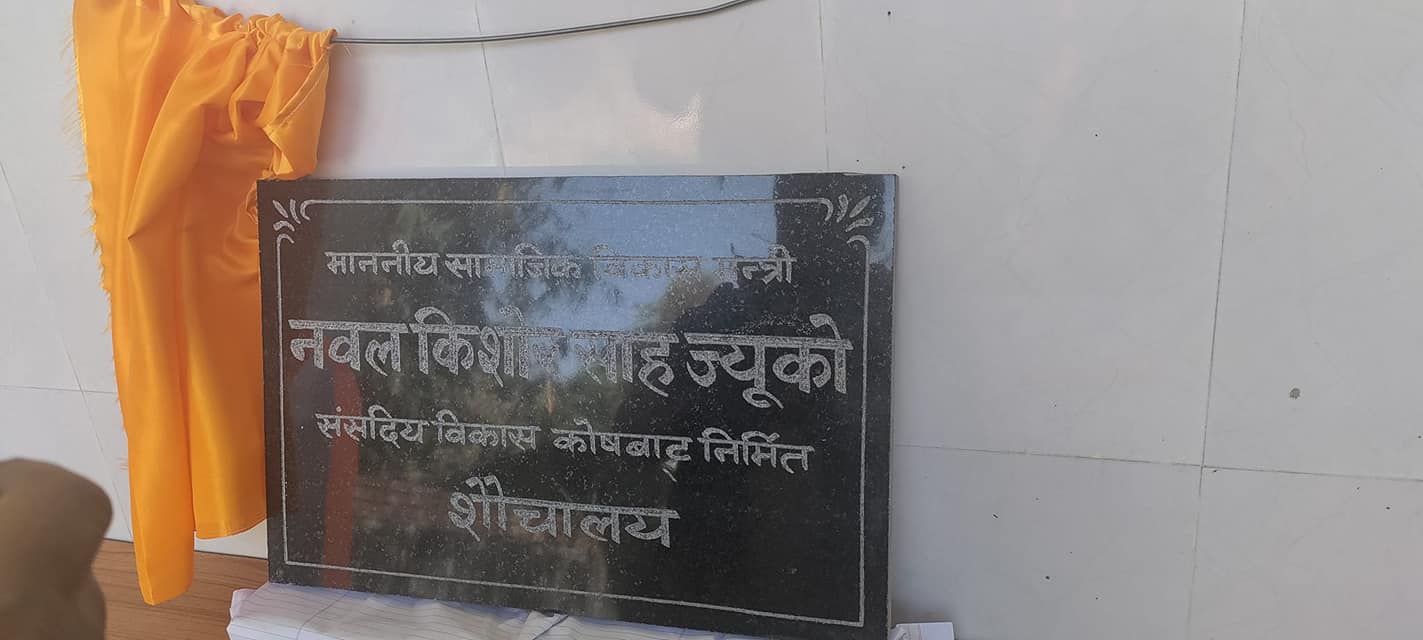 माननीय सामाजिक विकास मन्त्री
नवल किशोर साह ज्यूको
संसदिय विकास कोषबाट निर्मित
शौचालय